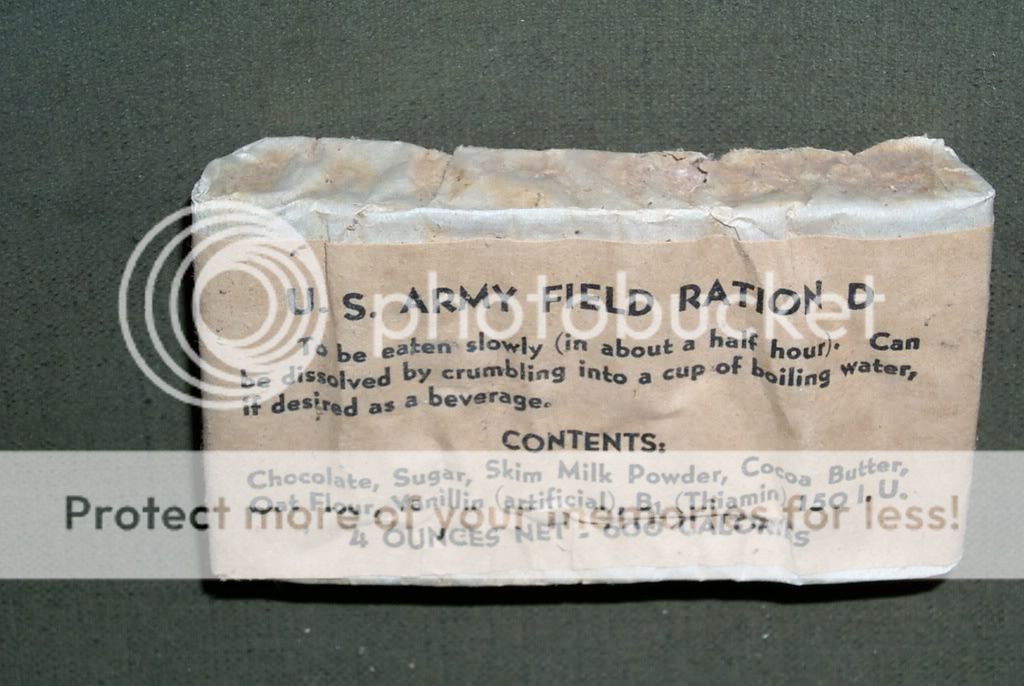 U. S. ARMY FIELD RATION D
To be eaten slowly (in about a half hour). Can
be dissolved by crumbling into a cup of boiling water,
if desired as a beverage.
CONTENTS:
Chocolate, Sugar, Skim Milk Powder, Cocoa Butter,
Oat Flour, Vanillin (artificial), B₁ (Thiamin) 150 I. U.
4 OUNCES NET - 600 CALORIES
photobucket
Protect more of your memories for less!